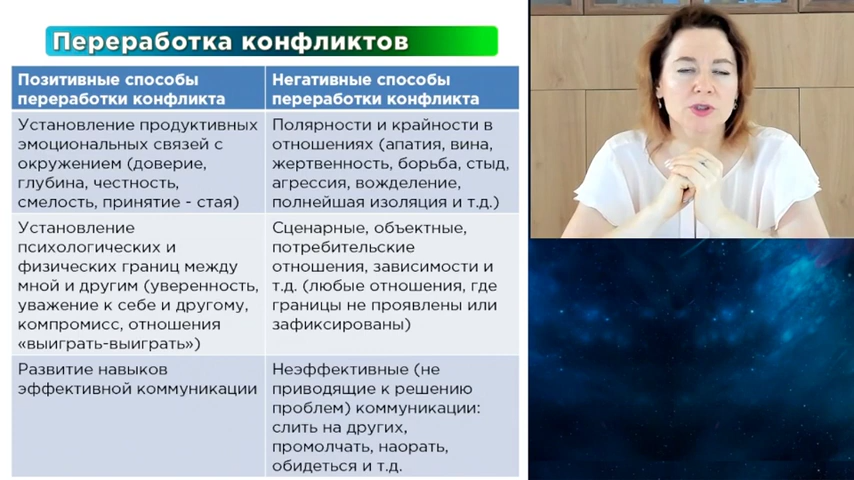 Переработка конфликтов
Позитивные способы
переработки конфликта
Негативные способы
переработки конфликта
Установление продуктивных
эмоциональных связей с
окружением (доверие,
глубина, честность,
смелость, принятие - стая)
Полярности и крайности в
отношениях (апатия, вина,
жертвенность, борьба, стыд,
агрессия, вожделение,
полнейшая изоляция и т.д.)
Установление
психологических и
физических границ между
мной и другим (уверенность,
уважение к себе и другому,
компромисс, отношения
«выиграть-выиграть»)
Сценарные, объектные,
потребительские
отношения, зависимости и
т.д. (любые отношения, где
границы не проявлены или
зафиксированы)
Развитие навыков
эффективной коммуникации
Неэффективные (не
приводящие к решению
проблем) коммуникации:
слить на других,
промолчать, наорать,
обидеться и т.д.